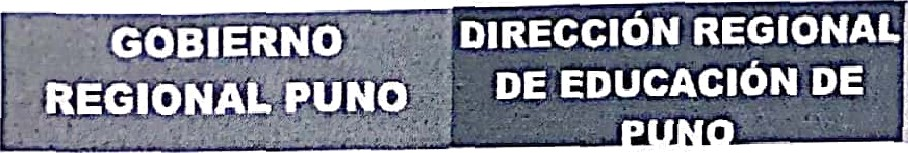 GOBIERNO
REGIONAL PUNO
DIRECCIÓN REGIONAL
DE EDUCACIÓN DE
PUNO